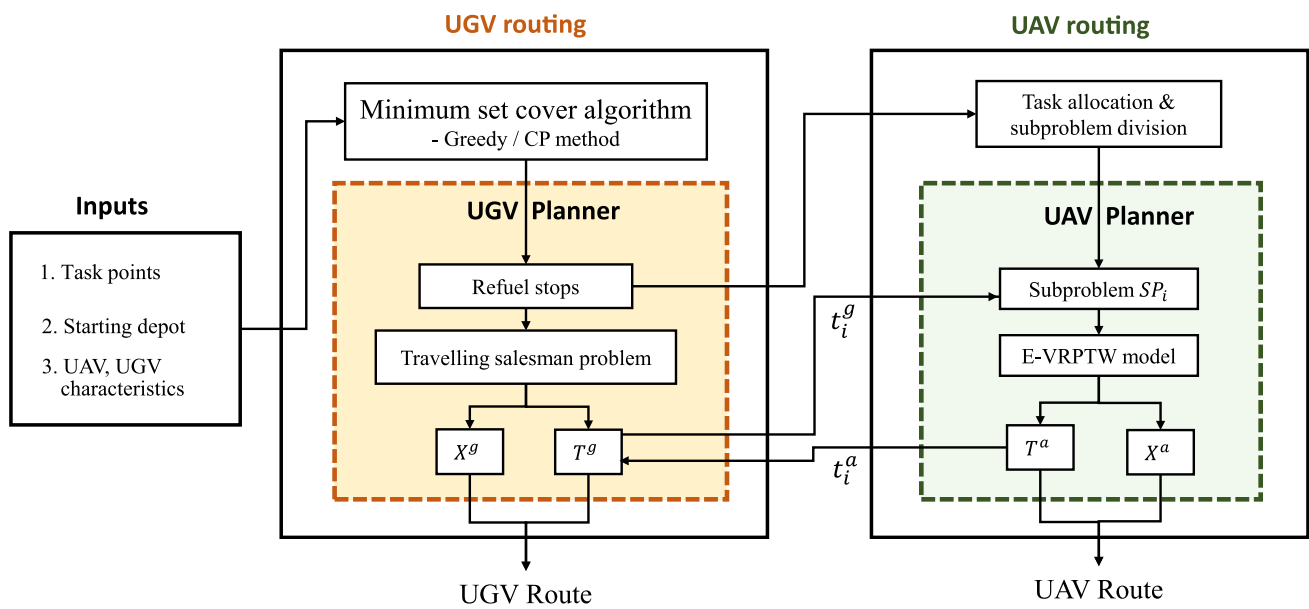 UGV routing
UAV routing
Minimum set cover algorithm
- Greedy / CP method
Task allocation &
subproblem division
Inputs
1. Task points
2. Starting depot
3. UAV, UGV
characteristics
UGV Planner
Refuel stops
Travelling salesman problem
X^g
T^g
t_i^g
t_i^a
UAV Planner
Subproblem SP_i
E-VRPTW model
T^a
X^a
UGV Route
UAV Route